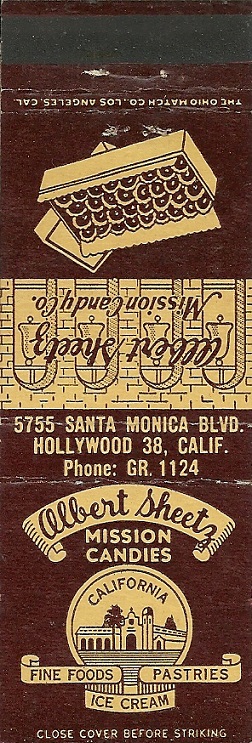 THE OHIO MATCH CO. LOS ANGELES, CAL.
Albert Sheetz
Mission Candy Co.
5755 SANTA MONICA BLVD.
HOLLYWOOD 38, CALIF.
Phone: GR. 1124
Albert Sheetz
MISSION
CANDIES
CALIFORNIA
FINE FOODS PASTRIES
ICE CREAM
CLOSE COVER BEFORE STRIKING